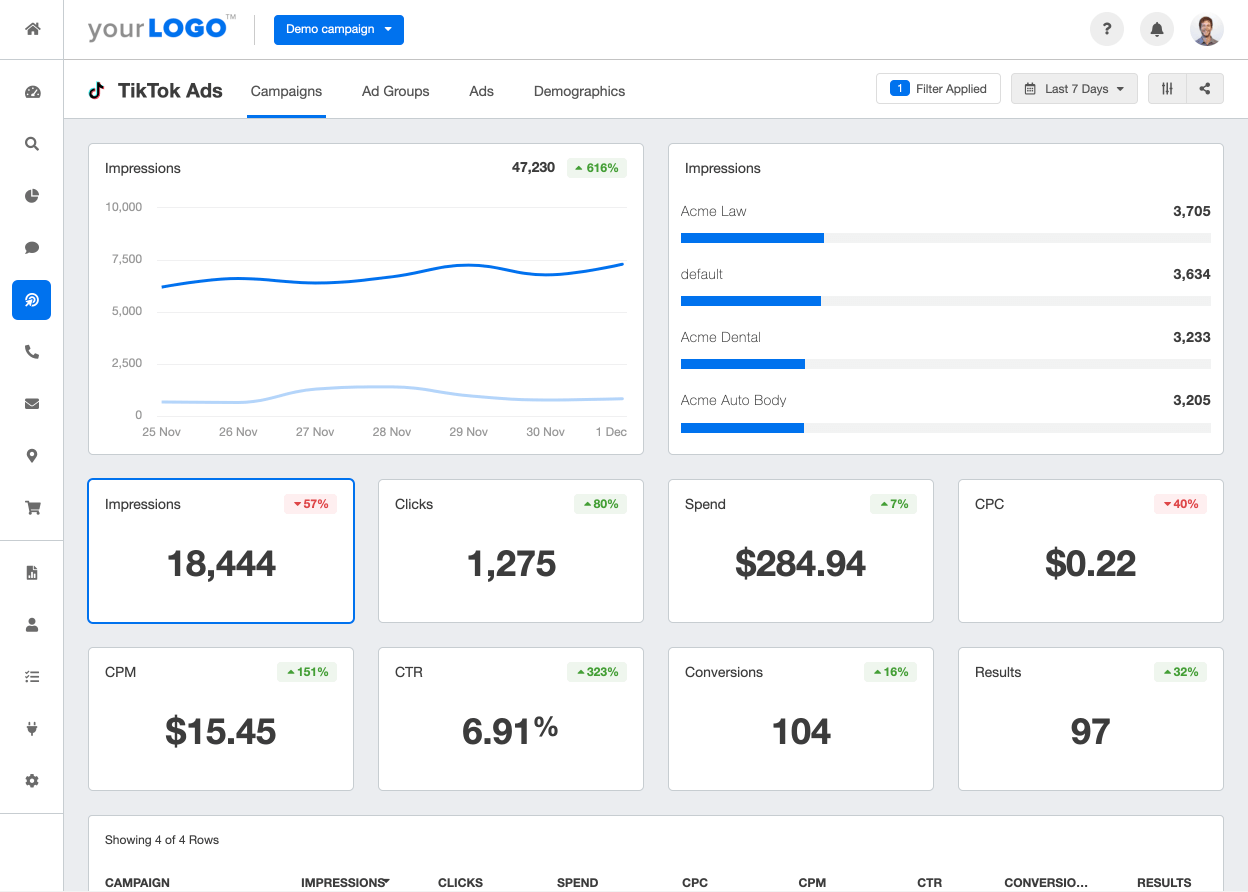 yourLOGO™
Demo campaign
?
TikTok Ads
Campaigns
Ad Groups
Ads
Demographics
1 Filter Applied
Last 7 Days
Impressions
47,230
616%
10,000
7,500
5,000
2,500
0
25 Nov
26 Nov
27 Nov
28 Nov
29 Nov
30 Nov
1 Dec
Impressions
Acme Law 3,705
default 3,634
Acme Dental 3,233
Acme Auto Body 3,205
Impressions 57%
18,444
Clicks 80%
1,275
Spend 7%
$284.94
CPC 40%
$0.22
CPM 151%
$15.45
CTR 323%
6.91%
Conversions 16%
104
Results 32%
97
Showing 4 of 4 Rows
CAMPAIGN IMPRESSIONS CLICKS SPEND CPC CPM CTR CONVERSIO... RESULTS